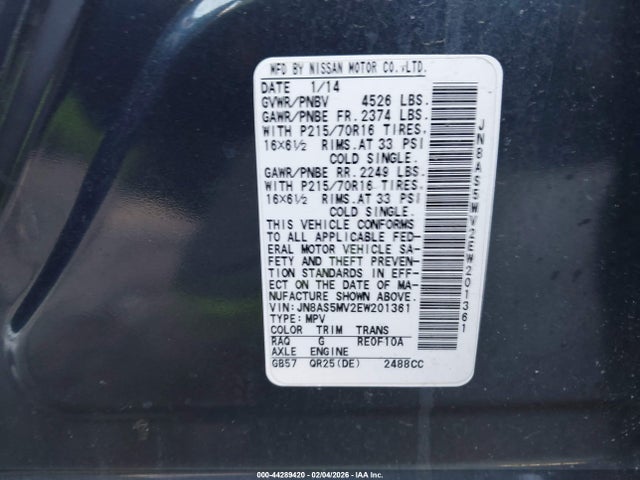 MFD BY NISSAN MOTOR CO.,LTD.
DATE 1/14
GVWR/PNBV 4526 LBS.
GAWR/PNBE FR. 2374 LBS.
WITH P215/70R16 TIRES,
16×6½ RIMS. AT 33 PSI
COLD SINGLE.
GAWR/PNBE RR. 2249 LBS.
WITH P215/70R16 TIRES,
16×6½ RIMS. AT 33 PSI
COLD SINGLE.
THIS VEHICLE CONFORMS
TO ALL APPLICABLE FED-
ERAL MOTOR VEHICLE SA-
FETY AND THEFT PREVEN-
TION STANDARDS IN EFF-
ECT ON THE DATE OF MA-
NUFACTURE SHOWN ABOVE.
VIN: JN8AS5MV2EW201361
TYPE: MPV
COLOR TRIM TRANS
RAQ G RE0F10A
AXLE ENGINE
GB57 QR25(DE) 2488CC
JN8AS5MV2EW201361
000-44289420 - 02/04/2026 - IAA Inc.